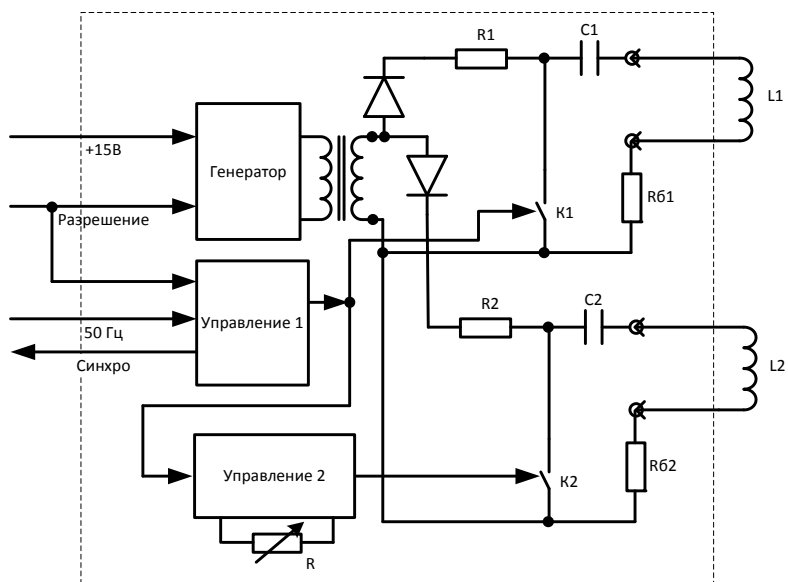 R1
C1
L1
+15В
Генератор
Разрешение
Rб1
K1
Управление 1
50 Гц
Синхро
R2
C2
L2
Управление 2
K2
Rб2
R